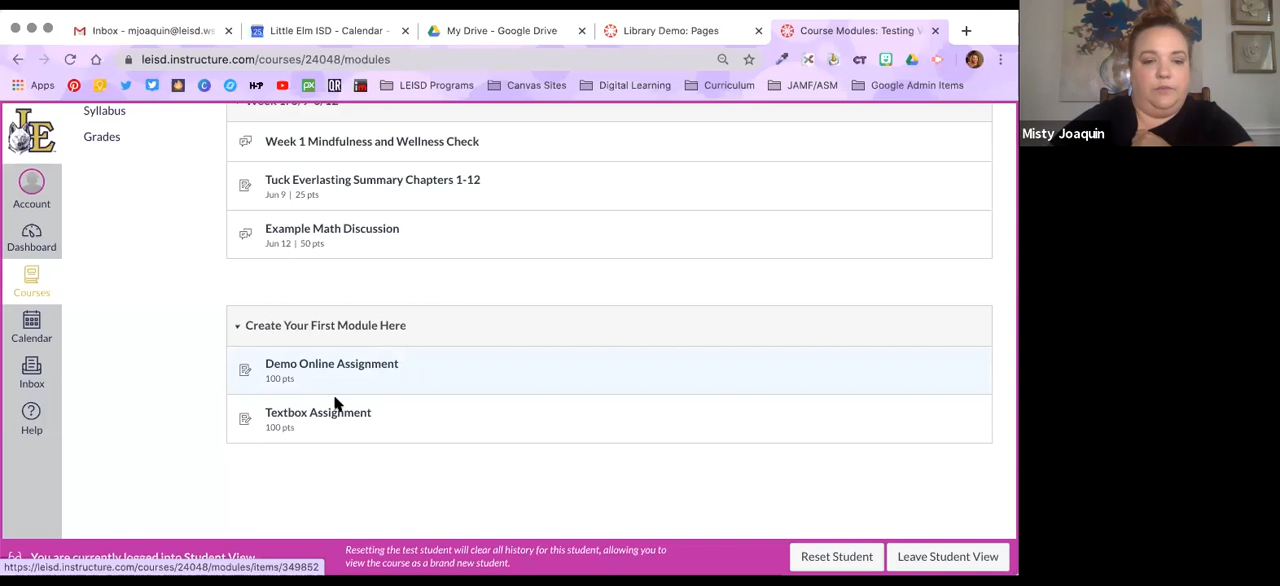 Inbox - mjoaquin@leisd.ws
Little Elm ISD - Calendar -
My Drive - Google Drive
Library Demo: Pages
Course Modules: Testing V
leisd.instructure.com/courses/24048/modules
Apps
LEISD Programs
Canvas Sites
Digital Learning
Curriculum
JAMF/ASM
Google Admin Items
LE
Account
Dashboard
Courses
Calendar
Inbox
Help
Syllabus
Grades
Week 1 Mindfulness and Wellness Check
Tuck Everlasting Summary Chapters 1-12
Jun 9 | 25 pts
Example Math Discussion
Jun 12 | 50 pts
Create Your First Module Here
Demo Online Assignment
100 pts
Textbox Assignment
100 pts
You are currently logged into Student View
Resetting the test student will clear all history for this student, allowing you to
view the course as a brand new student.
Reset Student
Leave Student View
https://leisd.instructure.com/courses/24048/modules/items/349852
Misty Joaquin